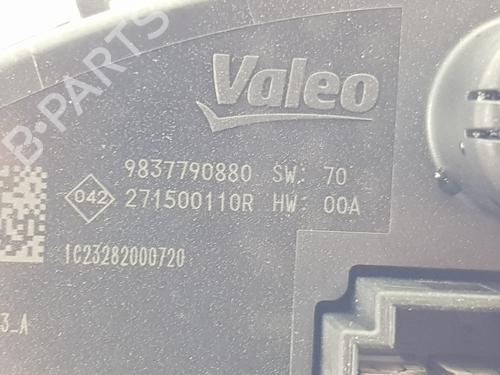 B-PARTS
Valeo
9837790880 SW: 70
042 271500110R HW: 00A
1C23282000720
3_A